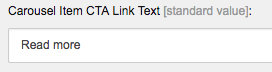 Carousel Item CTA Link Text [standard value]:
Read more